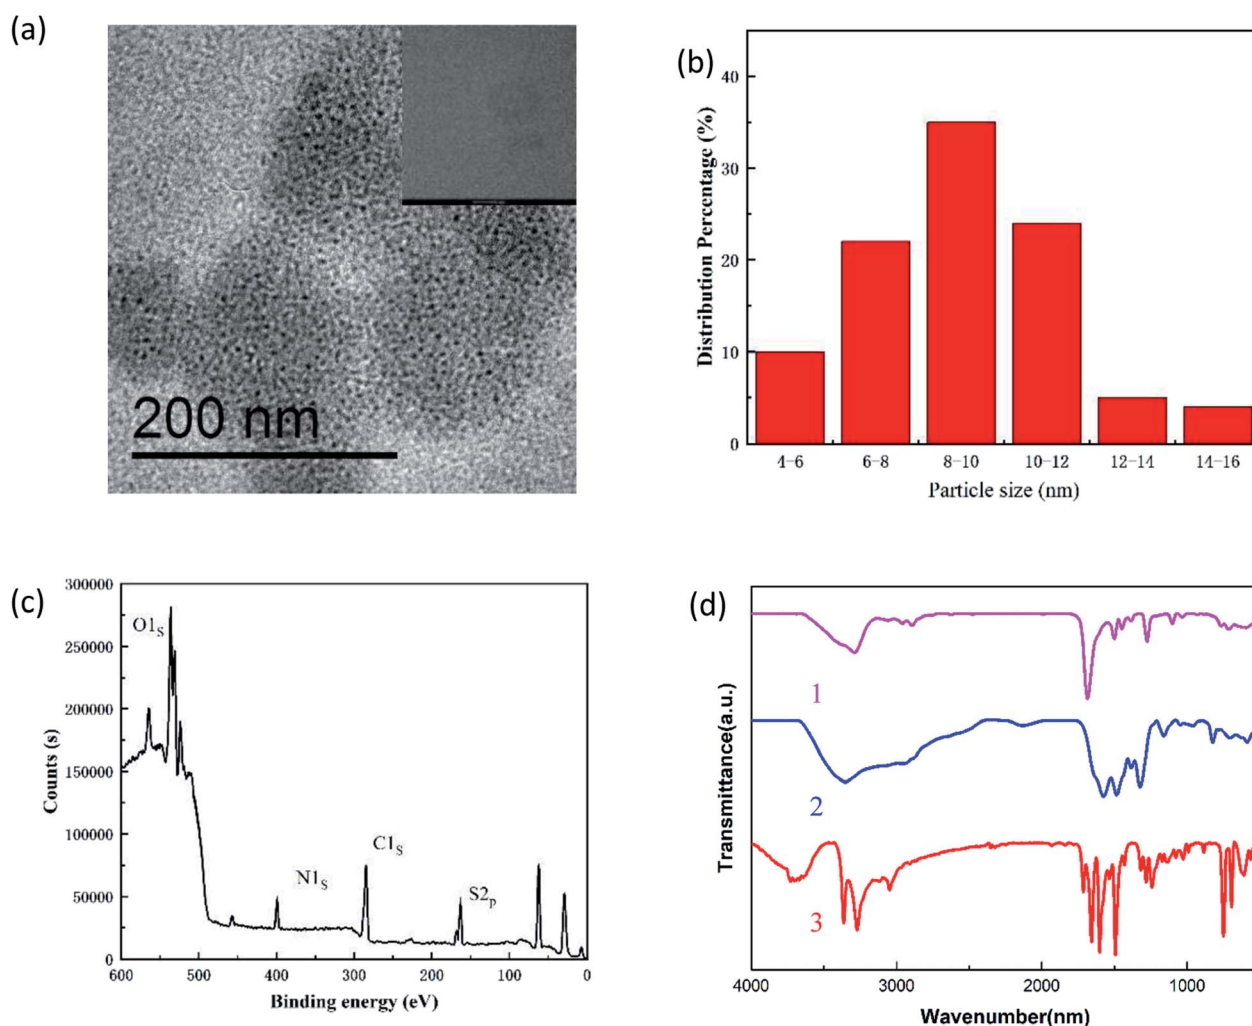 (a)
200 nm
(b)
Distribution Percentage (%)
40
30
20
10
0
4-6 6-8 8-10 10-12 12-14 14-16
Particle size (nm)
(c)
Counts (s)
300000
250000
200000
150000
100000
50000
0
O1S
N1S
C1S
S2p
600 500 400 300 200 100 0
Binding energy (eV)
(d)
Transmittance(a.u.)
1
2
3
4000 3000 2000 1000
Wavenumber(nm)